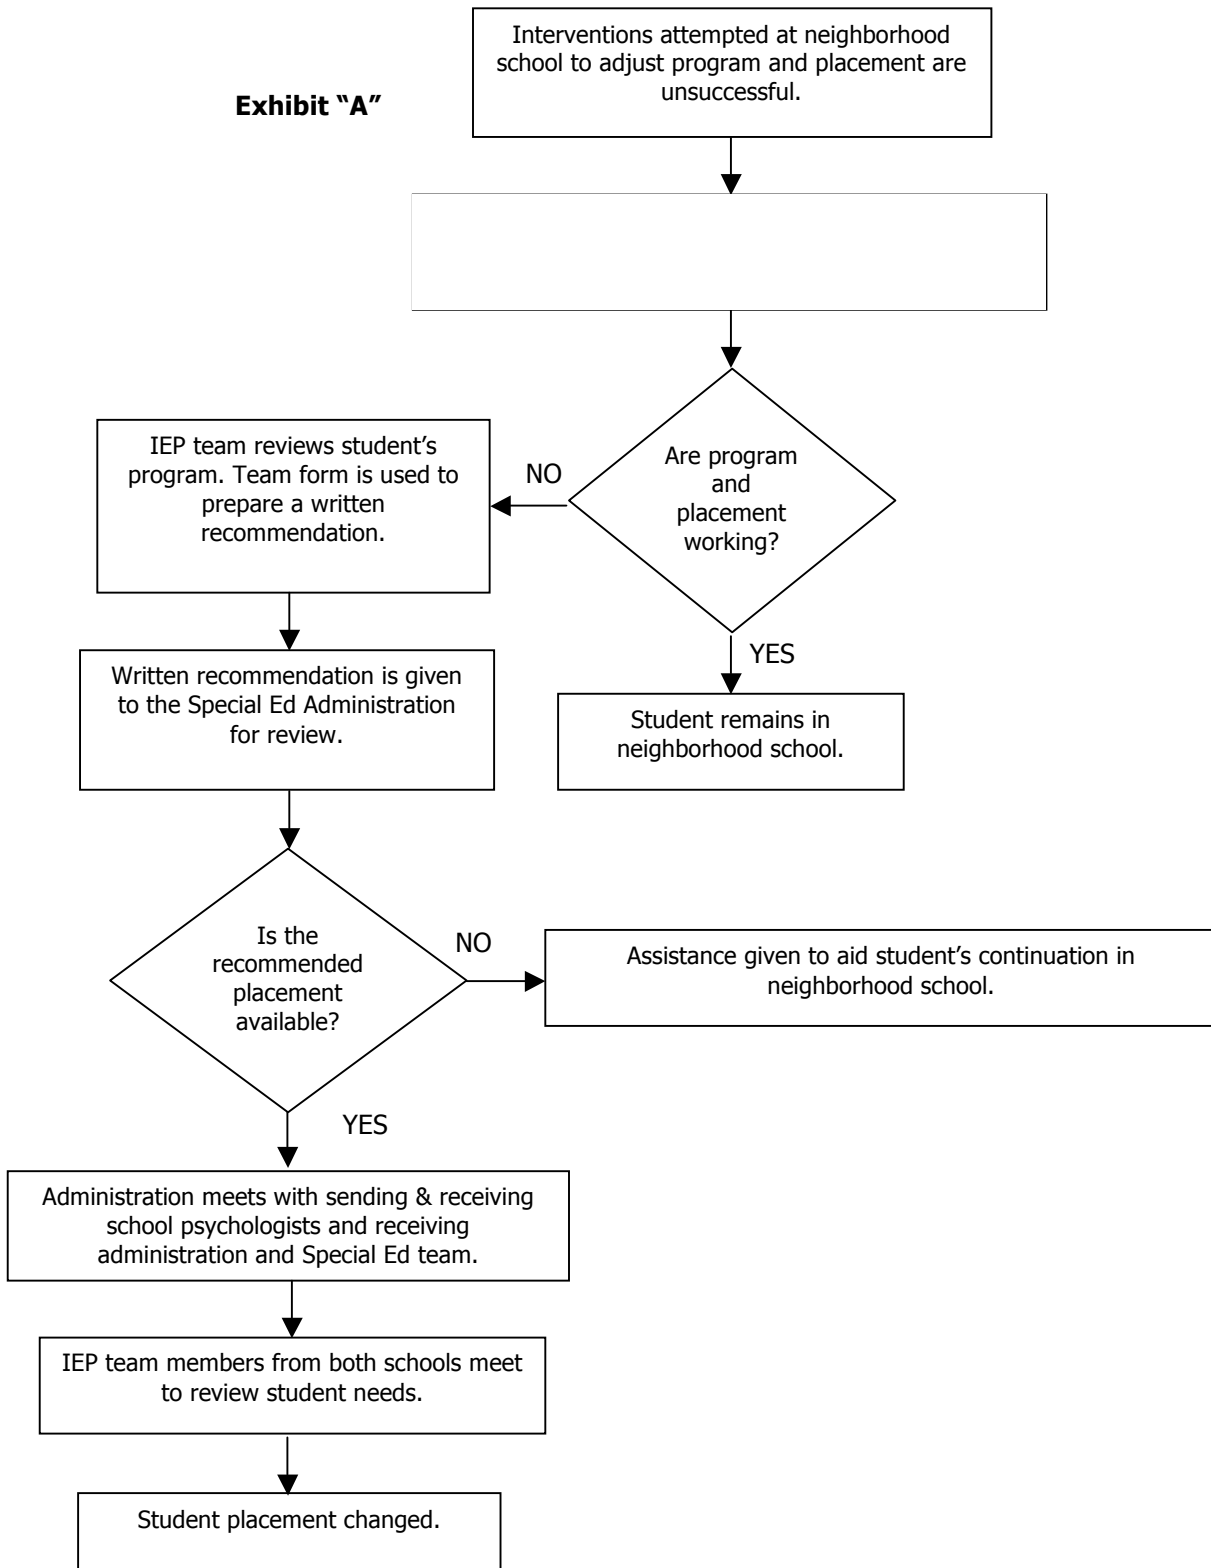 Interventions attempted at neighborhood
school to adjust program and placement are
unsuccessful.
Exhibit “A”
Are program
and
placement
working?
NO
IEP team reviews student’s
program. Team form is used to
prepare a written
recommendation.
YES
Student remains in
neighborhood school.
Written recommendation is given
to the Special Ed Administration
for review.
Is the
recommended
placement
available?
NO
Assistance given to aid student’s continuation in
neighborhood school.
YES
Administration meets with sending & receiving
school psychologists and receiving
administration and Special Ed team.
IEP team members from both schools meet
to review student needs.
Student placement changed.